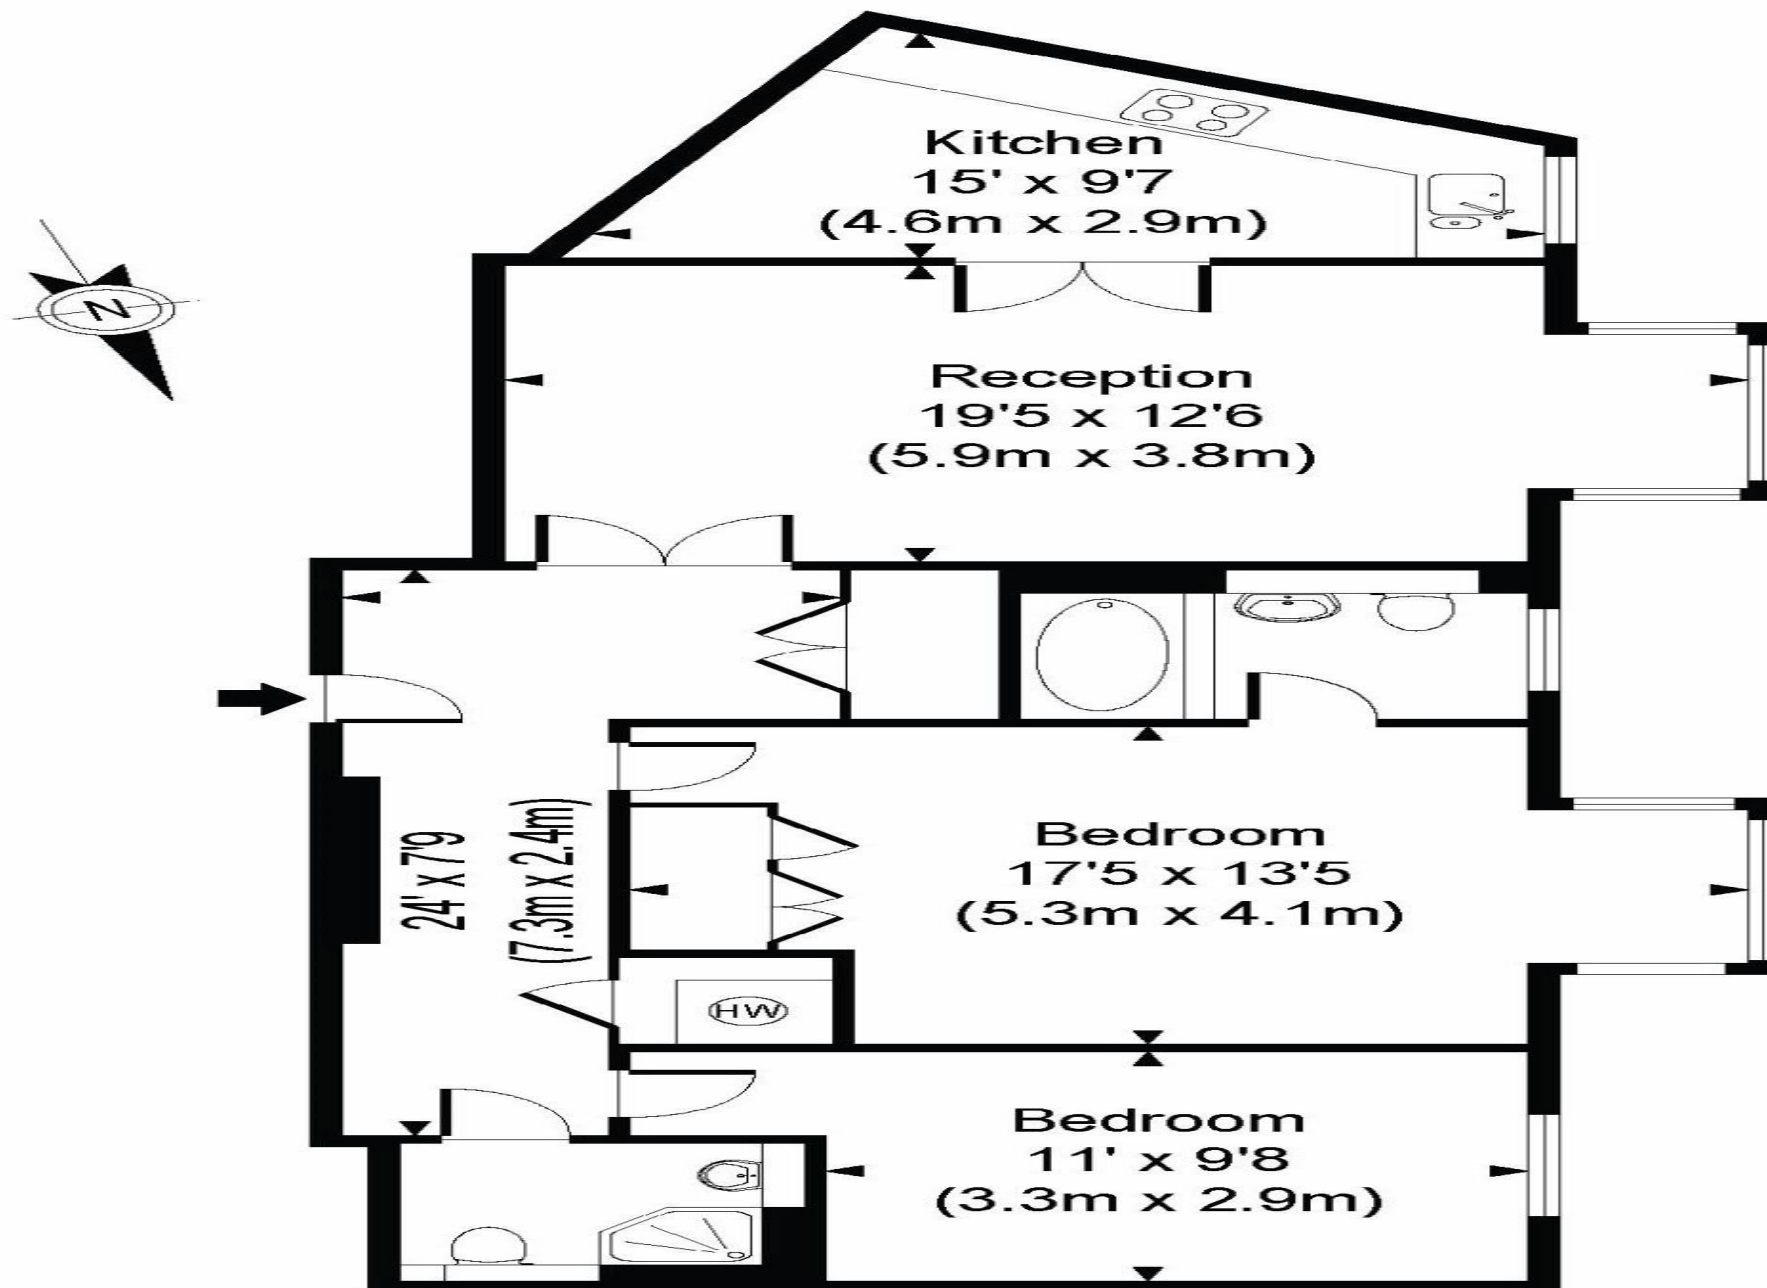 Kitchen
15' x 9'7
(4.6m x 2.9m)
N
Reception
19'5 x 12'6
(5.9m x 3.8m)
24' x 7'9
(7.3m x 2.4m)
Bedroom
17'5 x 13'5
(5.3m x 4.1m)
HW
Bedroom
11' x 9'8
(3.3m x 2.9m)